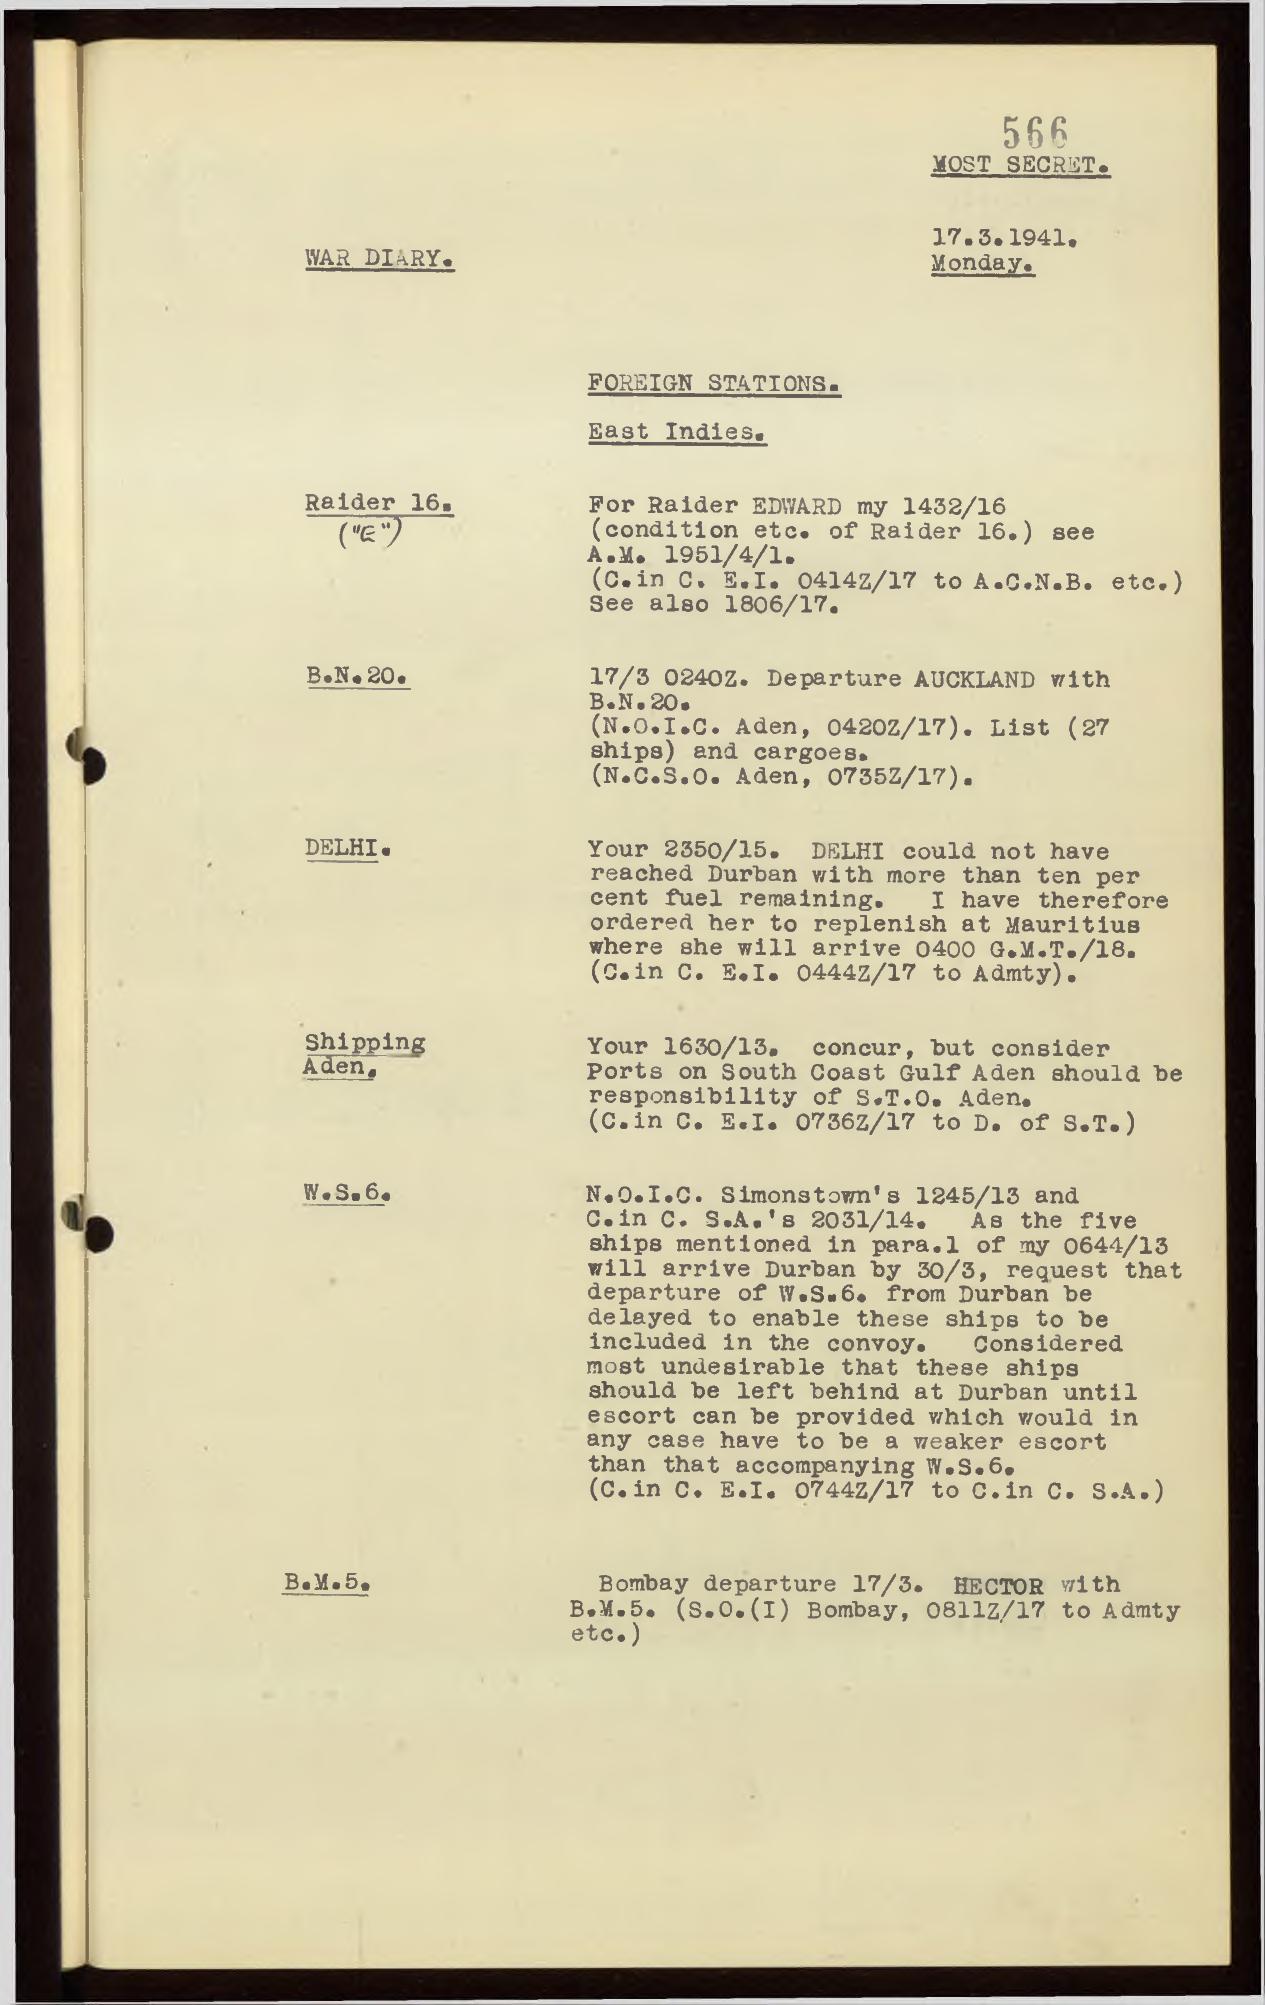 566
MOST SECRET.
17.3.1941.
WAR DIARY.
Monday.
FOREIGN STATIONS.
East Indies.
Raider 16.
("E")
For Raider EDWARD my 1432/16
(condition etc. of Raider 16.) see
A.M. 1951/4/1.
(C.in C. E.I. 0414Z/17 to A.C.N.B. etc.)
See also 1806/17.
B.N.20.
17/3 0240Z. Departure AUCKLAND with
B.N.20.
(N.O.I.C. Aden, 0420Z/17). List (27
ships) and cargoes.
(N.C.S.O. Aden, 0735Z/17).
DELHI.
Your 2350/15. DELHI could not have
reached Durban with more than ten per
cent fuel remaining. I have therefore
ordered her to replenish at Mauritius
where she will arrive 0400 G.M.T./18.
(C.in C. E.I. 0444Z/17 to Admty).
Shipping
Aden.
Your 1630/13. concur, but consider
Ports on South Coast Gulf Aden should be
responsibility of S.T.O. Aden.
(C.in C. E.I. 0736Z/17 to D. of S.T.)
W.S.6.
N.O.I.C. Simonstown's 1245/13 and
C.in C. S.A.'s 2031/14. As the five
ships mentioned in para.1 of my 0644/13
will arrive Durban by 30/3, request that
departure of W.S.6. from Durban be
delayed to enable these ships to be
included in the convoy. Considered
most undesirable that these ships
should be left behind at Durban until
escort can be provided which would in
any case have to be a weaker escort
than that accompanying W.S.6.
(C.in C. E.I. 0744Z/17 to C.in C. S.A.)
B.M.5.
Bombay departure 17/3. HECTOR with
B.M.5. (S.O.(I) Bombay, 0811Z/17 to Admty
etc.)